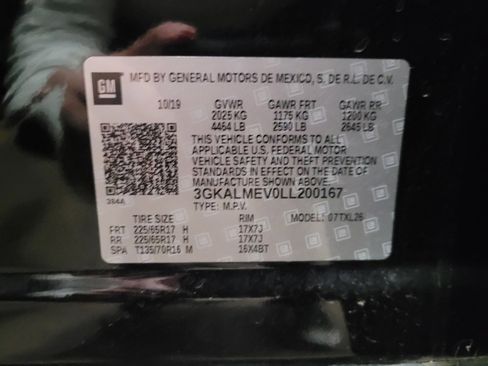 GM
MFD BY GENERAL MOTORS DE MEXICO, S. DE R.L. DE C.V.
10/19 GVWR GAWR FRT GAWR RR
2025 KG 1175 KG 1200 KG
4464 LB 2590 LB 2645 LB
THIS VEHICLE CONFORMS TO ALL
APPLICABLE U.S. FEDERAL MOTOR
VEHICLE SAFETY AND THEFT PREVENTION
STANDARDS IN EFFECT ON THE DATE OF
MANUFACTURE SHOWN ABOVE.
384A 3GKALMEV0LL200167
TYPE: M.P.V.
TIRE SIZE RIM MODEL: 07TXL26
FRT 225/65R17 H 17X7J
RR 225/65R17 H 17X7J
SPA T135/70R16 M 16X4BT